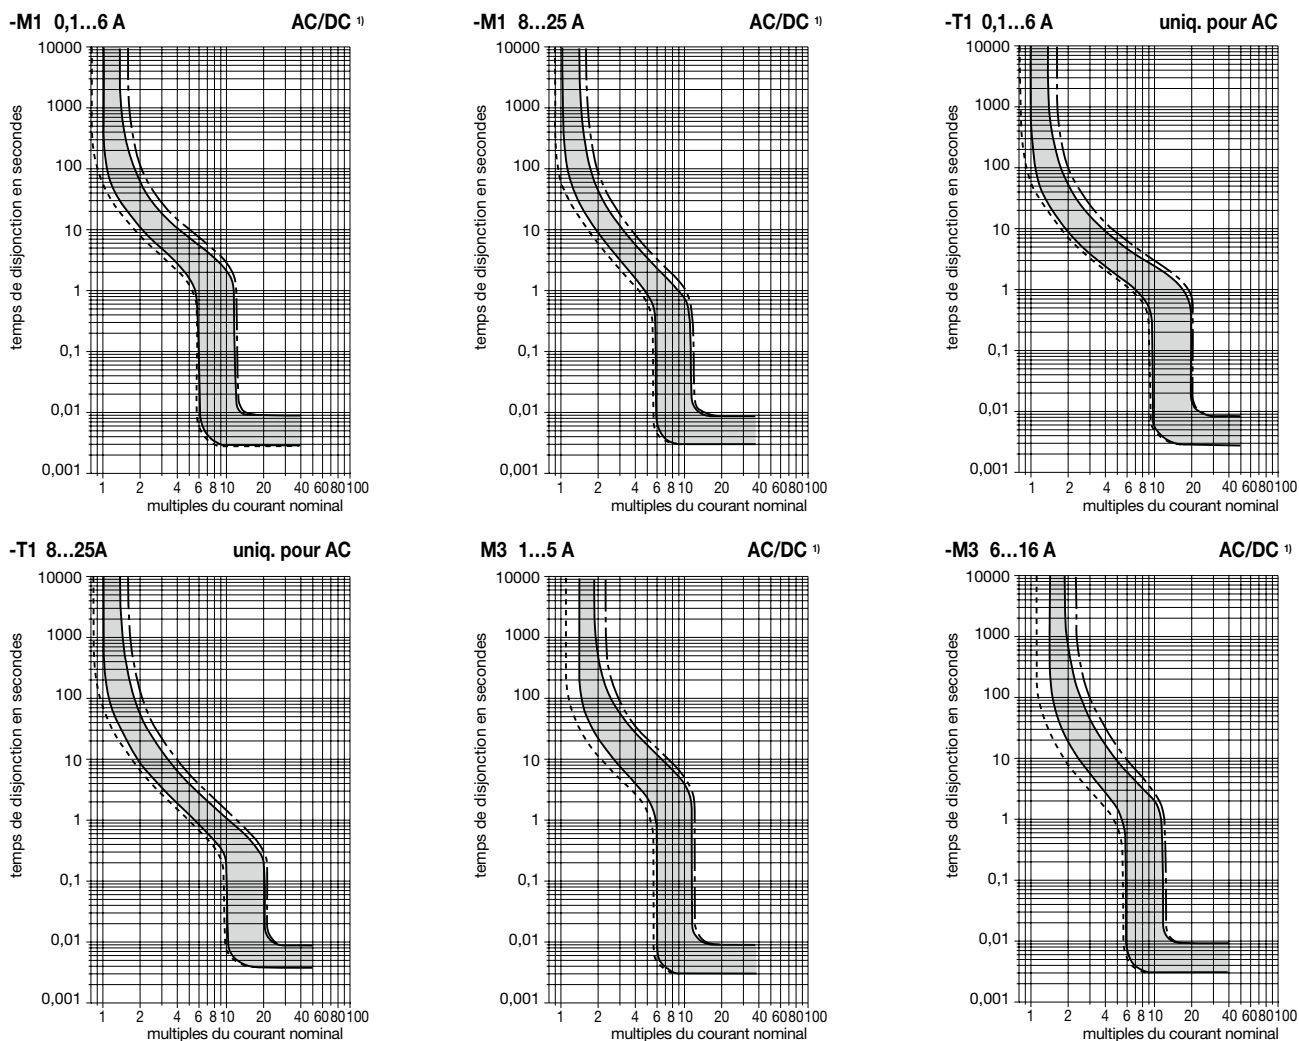 -M1 0,1...6 A AC/DC 1)
temps de disjonction en secondes
10000
1000
100
10
1
0,1
0,01
0,001
1 2 4 6 8 10 20 40 60 80 100
multiples du courant nominal
-M1 8...25 A AC/DC 1)
temps de disjonction en secondes
10000
1000
100
10
1
0,1
0,01
0,001
1 2 4 6 8 10 20 40 60 80 100
multiples du courant nominal
-T1 0,1...6 A uniq. pour AC
temps de disjonction en secondes
10000
1000
100
10
1
0,1
0,01
0,001
1 2 4 6 8 10 20 40 60 80 100
multiples du courant nominal
-T1 8...25A uniq. pour AC
temps de disjonction en secondes
10000
1000
100
10
1
0,1
0,01
0,001
1 2 4 6 8 10 20 40 60 80 100
multiples du courant nominal
M3 1...5 A AC/DC 1)
temps de disjonction en secondes
10000
1000
100
10
1
0,1
0,01
0,001
1 2 4 6 8 10 20 40 60 80 100
multiples du courant nominal
-M3 6...16 A AC/DC 1)
temps de disjonction en secondes
10000
1000
100
10
1
0,1
0,01
0,001
1 2 4 6 8 10 20 40 60 80 100
multiples du courant nominal